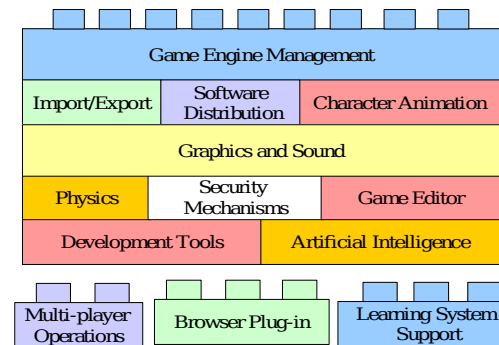 Game Engine Management
Import/Export
Software
Distribution
Character Animation
Graphics and Sound
Physics
Security
Mechanisms
Game Editor
Development Tools
Artificial Intelligence
Multi-player
Operations
Browser Plug-in
Learning System
Support